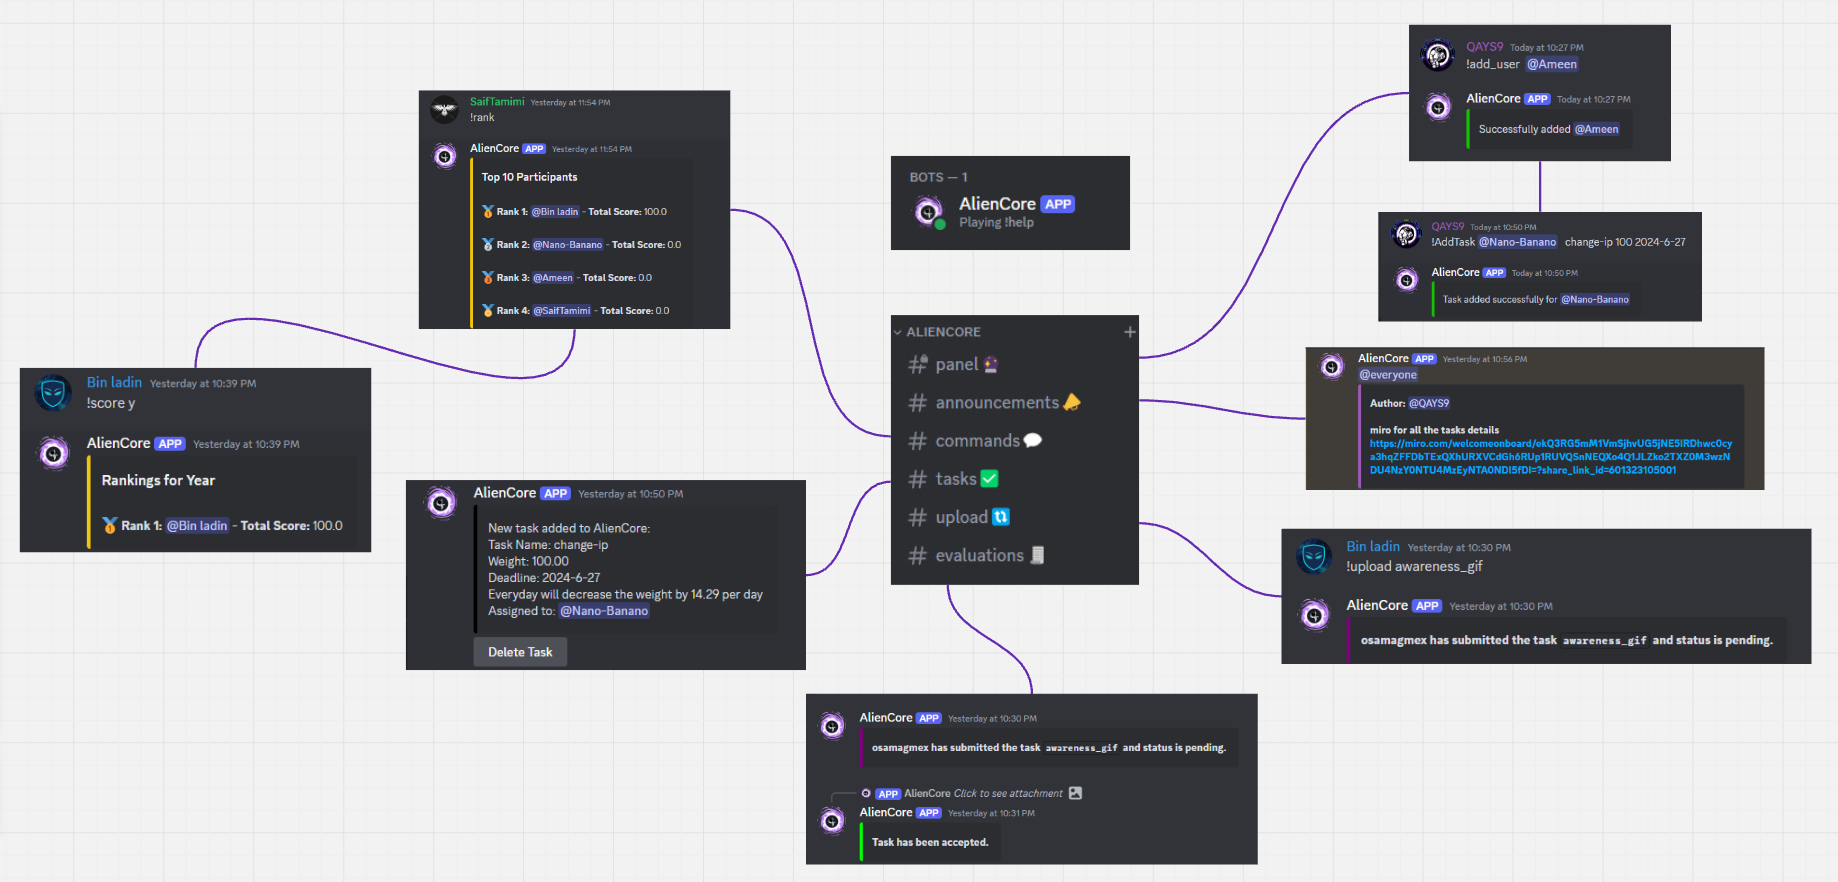 SaifTamimi Yesterday at 11:54 PM
!rank
AlienCore APP Yesterday at 11:54 PM
Top 10 Participants
Rank 1: @Bin ladin - Total Score: 100.0
Rank 2: @Nano-Banano - Total Score: 0.0
Rank 3: @Ameen - Total Score: 0.0
Rank 4: @SaifTamimi - Total Score: 0.0
Bin ladin Yesterday at 10:39 PM
!score y
AlienCore APP Yesterday at 10:39 PM
Rankings for Year
Rank 1: @Bin ladin - Total Score: 100.0
AlienCore APP Yesterday at 10:50 PM
New task added to AlienCore:
Task Name: change-ip
Weight: 100.00
Deadline: 2024-6-27
Everyday will decrease the weight by 14.29 per day
Assigned to: @Nano-Banano
Delete Task
BOTS — 1
AlienCore APP
Playing !help
ALIENCORE +
# panel
# announcements
# commands
# tasks
# upload
# evaluations
AlienCore APP Yesterday at 10:30 PM
osamagmex has submitted the task awareness_gif and status is pending.
APP AlienCore Click to see attachment
AlienCore APP Yesterday at 10:31 PM
Task has been accepted.
QAYS9 Today at 10:27 PM
!add_user @Ameen
AlienCore APP Today at 10:27 PM
Successfully added @Ameen
QAYS9 Today at 10:50 PM
!AddTask @Nano-Banano change-ip 100 2024-6-27
AlienCore APP Today at 10:50 PM
Task added successfully for @Nano-Banano
AlienCore APP Yesterday at 10:56 PM
@everyone
Author: @QAYS9
miro for all the tasks details
Bin ladin Yesterday at 10:30 PM
!upload awareness_gif
AlienCore APP Yesterday at 10:30 PM
osamagmex has submitted the task awareness_gif and status is pending.